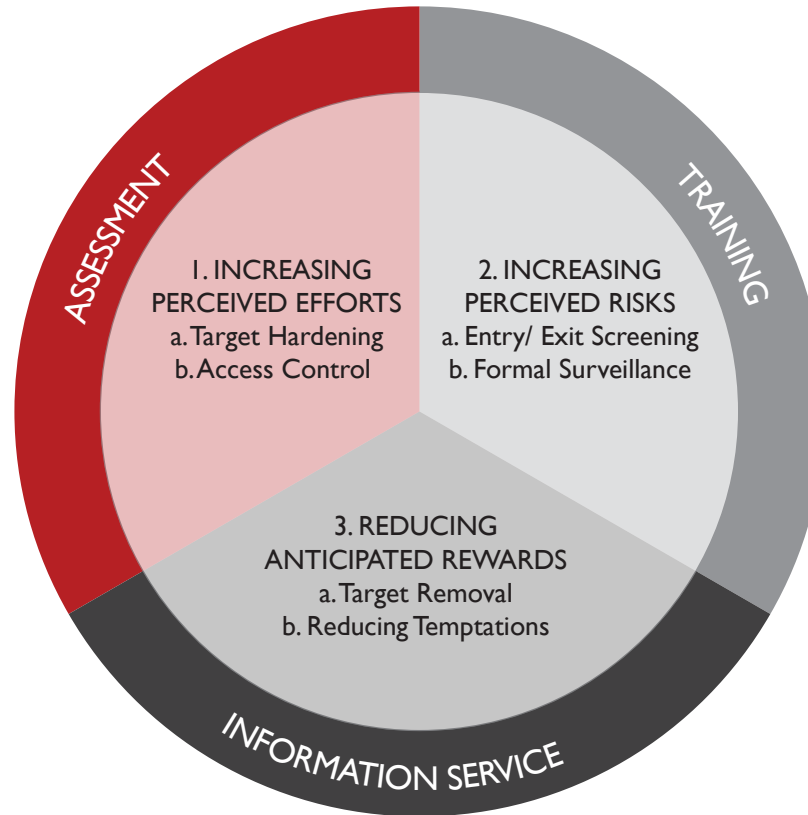 ASSESSMENT
TRAINING
1. INCREASING
PERCEIVED EFFORTS
a. Target Hardening
b. Access Control
2. INCREASING
PERCEIVED RISKS
a. Entry/ Exit Screening
b. Formal Surveillance
3. REDUCING
ANTICIPATED REWARDS
a. Target Removal
b. Reducing Temptations
INFORMATION SERVICE